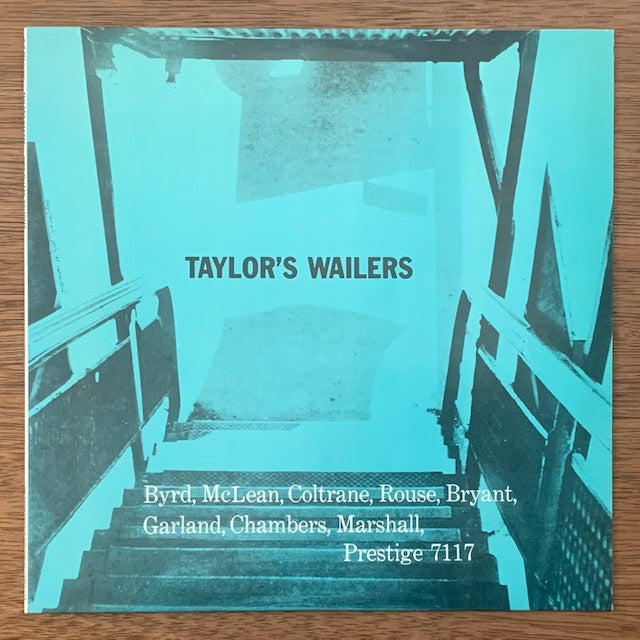 TAYLOR'S WAILERS
Byrd, McLean, Coltrane, Rouse, Bryant,
Garland, Chambers, Marshall,
Prestige 7117